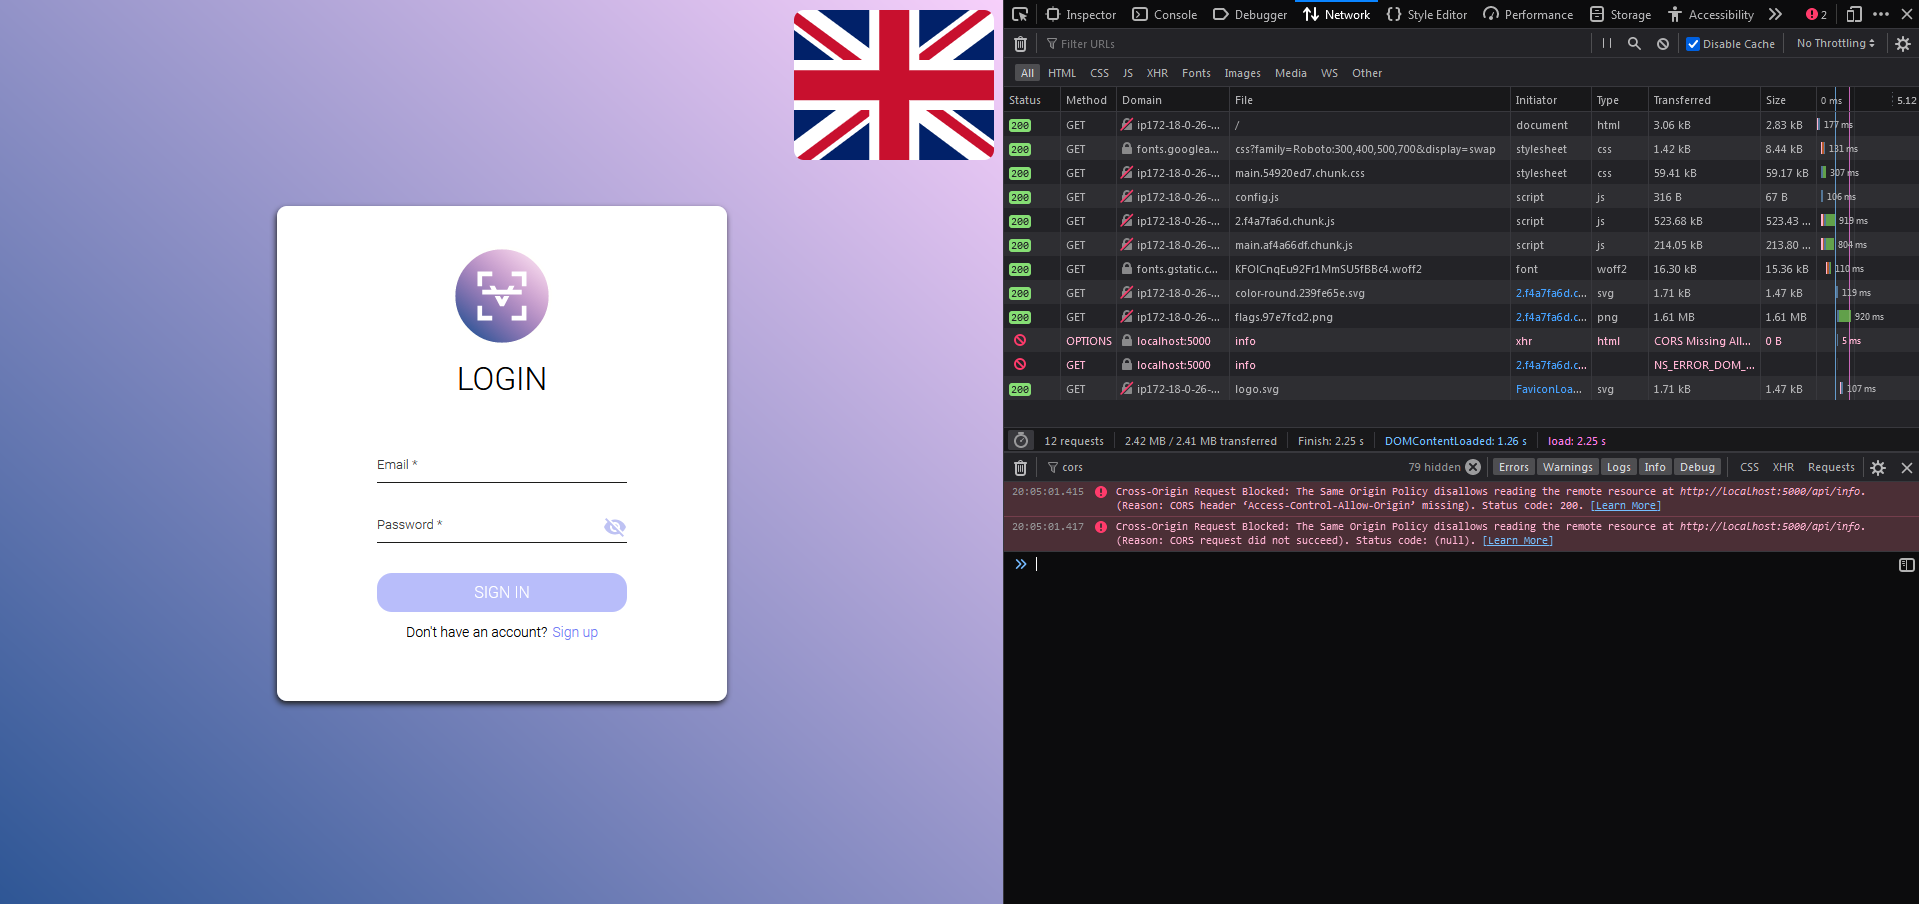 LOGIN
Email *
Password *
SIGN IN
Don't have an account? Sign up
Inspector Console Debugger Network Style Editor Performance Storage Accessibility 2
Filter URLs Disable Cache No Throttling
All HTML CSS JS XHR Fonts Images Media WS Other
Status Method Domain File Initiator Type Transferred Size 0 ms 5.12
200 GET ip172-18-0-26-... / document html 3.06 kB 2.83 kB 177 ms
200 GET fonts.googlea... css?family=Roboto:300,400,500,700&display=swap stylesheet css 1.42 kB 8.44 kB 131 ms
200 GET ip172-18-0-26-... main.54920ed7.chunk.css stylesheet css 59.41 kB 59.17 kB 307 ms
200 GET ip172-18-0-26-... config.js script js 316 B 67 B 106 ms
200 GET ip172-18-0-26-... 2.f4a7fa6d.chunk.js script js 523.68 kB 523.43 ... 919 ms
200 GET ip172-18-0-26-... main.af4a66df.chunk.js script js 214.05 kB 213.80 ... 804 ms
200 GET fonts.gstatic.c... KFOlCnqEu92Fr1MmSU5fBBc4.woff2 font woff2 16.30 kB 15.36 kB 110 ms
200 GET ip172-18-0-26-... color-round.239fe65e.svg 2.f4a7fa6d.c... svg 1.71 kB 1.47 kB 119 ms
200 GET ip172-18-0-26-... flags.97e7fcd2.png 2.f4a7fa6d.c... png 1.61 MB 1.61 MB 920 ms
OPTIONS localhost:5000 info xhr html CORS Missing All... 0 B 5 ms
GET localhost:5000 info 2.f4a7fa6d.c... NS_ERROR_DOM_...
200 GET ip172-18-0-26-... logo.svg FaviconLoa... svg 1.71 kB 1.47 kB 107 ms
12 requests 2.42 MB / 2.41 MB transferred Finish: 2.25 s DOMContentLoaded: 1.26 s load: 2.25 s
cors 79 hidden Errors Warnings Logs Info Debug CSS XHR Requests
20:05:01.415 Cross-Origin Request Blocked: The Same Origin Policy disallows reading the remote resource at http://localhost:5000/api/info.
(Reason: CORS header ‘Access-Control-Allow-Origin’ missing). Status code: 200. [Learn More]
20:05:01.417 Cross-Origin Request Blocked: The Same Origin Policy disallows reading the remote resource at http://localhost:5000/api/info.
(Reason: CORS request did not succeed). Status code: (null). [Learn More]